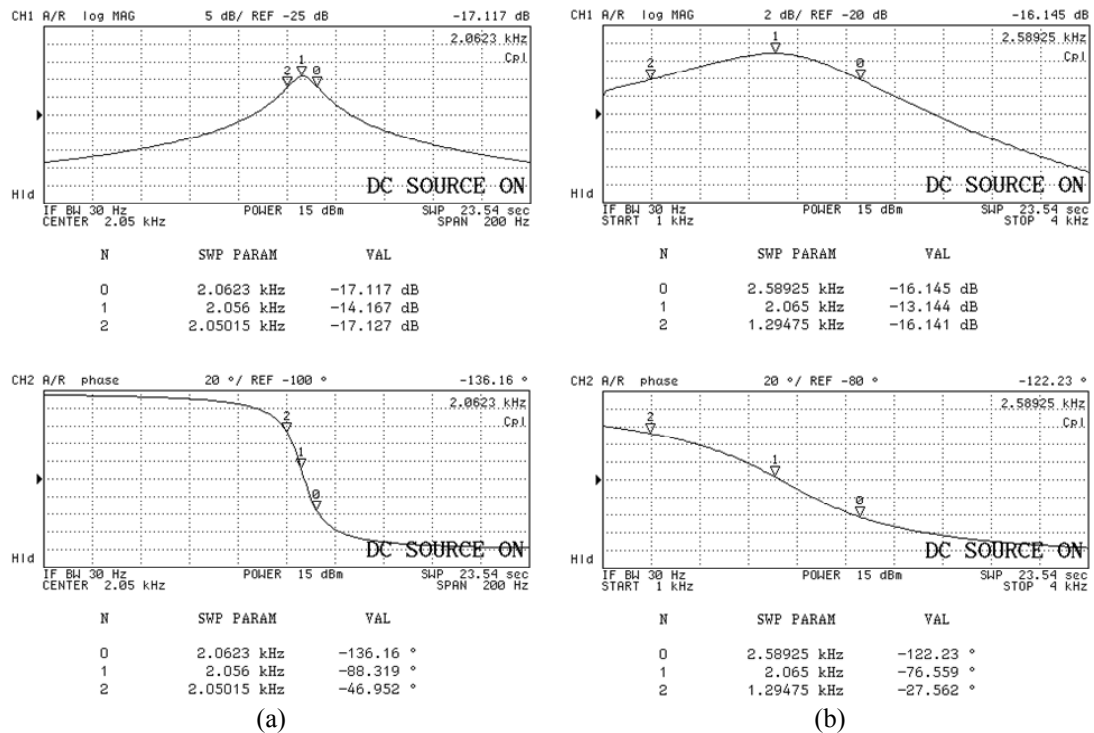 CH1 A/R log MAG 5 dB/ REF -25 dB -17.117 dB
2.0623 kHz
Cpl
2 1 0
Hld
DC SOURCE ON
IF BW 30 Hz POWER 15 dBm SWP 23.54 sec
CENTER 2.05 kHz SPAN 200 Hz
N SWP PARAM VAL
0 2.0623 kHz -17.117 dB
1 2.056 kHz -14.167 dB
2 2.05015 kHz -17.127 dB
CH2 A/R phase 20 °/ REF -100 ° -136.16 °
2.0623 kHz
Cpl
2
1
0
Hld
DC SOURCE ON
IF BW 30 Hz POWER 15 dBm SWP 23.54 sec
CENTER 2.05 kHz SPAN 200 Hz
N SWP PARAM VAL
0 2.0623 kHz -136.16 °
1 2.056 kHz -88.319 °
2 2.05015 kHz -46.952 °
(a)
CH1 A/R log MAG 2 dB/ REF -20 dB -16.145 dB
2.58925 kHz
Cpl
2 1 0
Hld
DC SOURCE ON
IF BW 30 Hz POWER 15 dBm SWP 23.54 sec
START 1 kHz STOP 4 kHz
N SWP PARAM VAL
0 2.58925 kHz -16.145 dB
1 2.065 kHz -13.144 dB
2 1.29475 kHz -16.141 dB
CH2 A/R phase 20 °/ REF -80 ° -122.23 °
2.58925 kHz
Cpl
2
1
0
Hld
DC SOURCE ON
IF BW 30 Hz POWER 15 dBm SWP 23.54 sec
START 1 kHz STOP 4 kHz
N SWP PARAM VAL
0 2.58925 kHz -122.23 °
1 2.065 kHz -76.559 °
2 1.29475 kHz -27.562 °
(b)